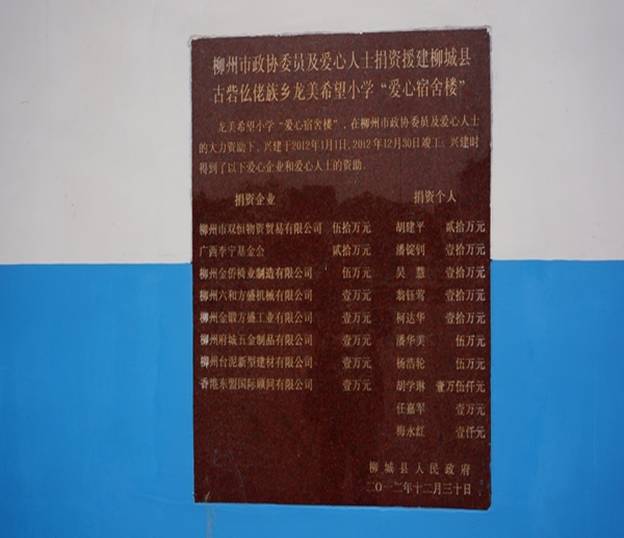 柳州市政协委员及爱心人士捐资援建柳城县
古砦仫佬族乡龙美希望小学“爱心宿舍楼”
龙美希望小学“爱心宿舍楼”，在柳州市政协委员及爱心人士
的大力资助下，兴建于2012年1月1日,2012年12月30日竣工；兴建时
得到了以下爱心企业和爱心人士的资助。
捐资企业 捐资个人
柳州市双恒物资贸易有限公司 伍拾万元 胡建平 贰拾万元
广西李宁基金公 贰拾万元 潘锭钊 壹拾万元
柳州金侨椅业制造有限公司 伍万元 吴慧 壹拾万元
柳州六和方盛机械有限公司 壹万元 翁钰莺 壹拾万元
柳州金锻万盛工业有限公司 壹万元 柯达华 壹拾万元
柳州府城五金制品有限公司 壹万元 潘华美 伍万元
柳州台泥新型建材有限公司 壹万元 杨浩轮 伍万元
香港东盟国际顾问有限公司 壹万元 胡学琳 壹万伍仟元
任嘉军 壹万元
梅永红 壹仟元
柳城县人民政府
二〇一二年十二月三十日